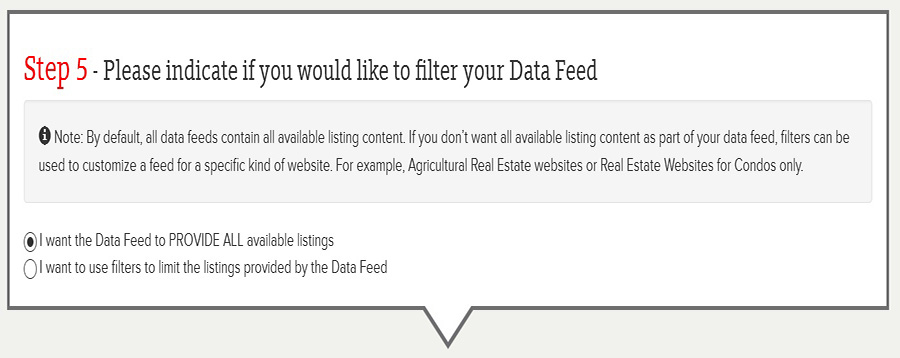 Step 5 - Please indicate if you would like to filter your Data Feed
Note: By default, all data feeds contain all available listing content. If you don't want all available listing content as part of your data feed, filters can be
used to customize a feed for a specific kind of website. For example, Agricultural Real Estate websites or Real Estate Websites for Condos only.
I want the Data Feed to PROVIDE ALL available listings
I want to use filters to limit the listings provided by the Data Feed